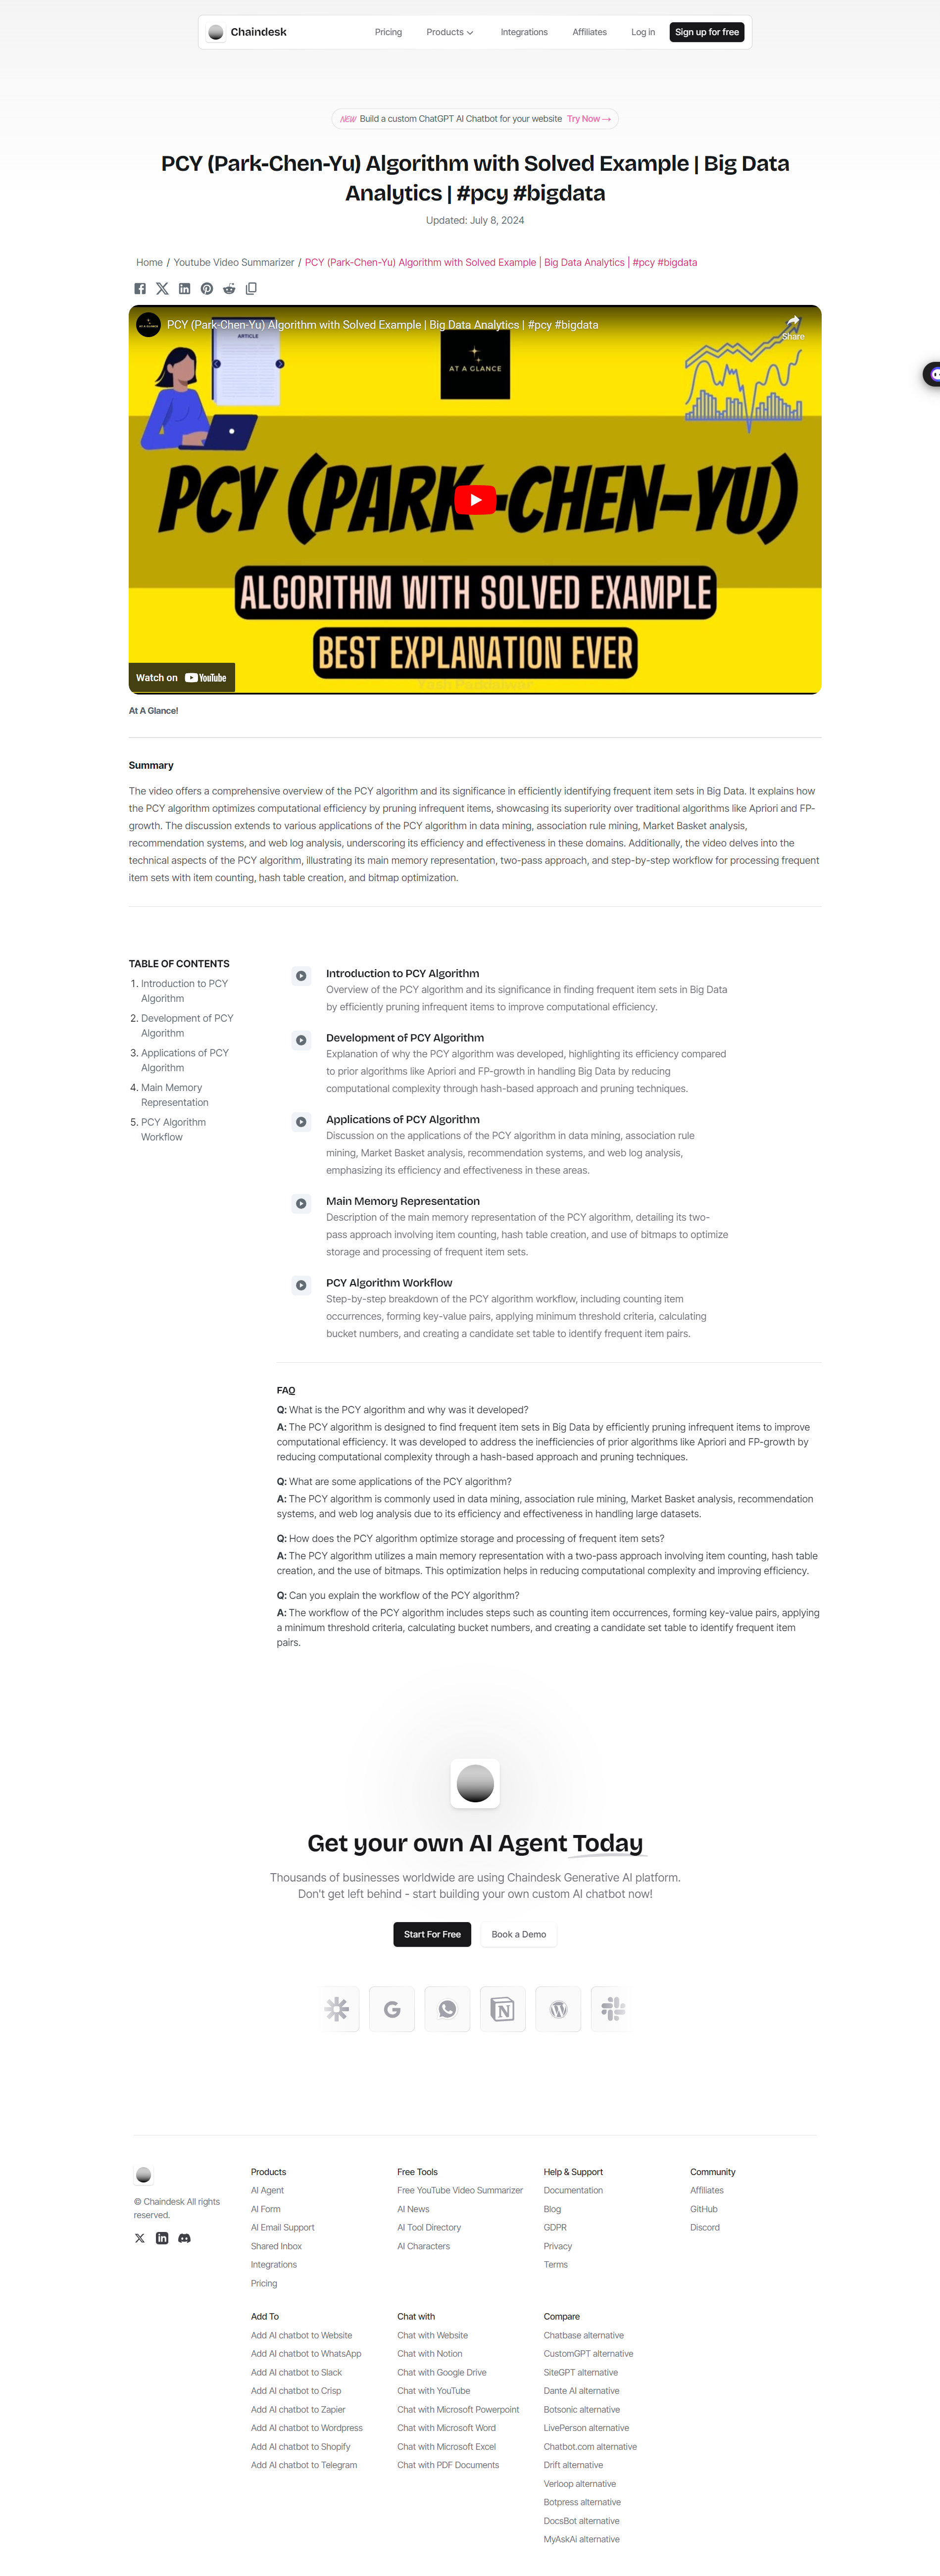 Chaindesk
Pricing
Products
Integrations
Affiliates
Log in
Sign up for free
NEW Build a custom ChatGPT AI Chatbot for your website Try Now →
PCY (Park-Chen-Yu) Algorithm with Solved Example | Big Data
Analytics | #pcy #bigdata
Updated: July 8, 2024
Home / Youtube Video Summarizer / PCY (Park-Chen-Yu) Algorithm with Solved Example | Big Data Analytics | #pcy #bigdata
PCY (Park-Chen-Yu) Algorithm with Solved Example | Big Data Analytics | #pcy #bigdata
Share
ARTICLE
AT A GLANCE
PCY (PARK-CHEN-YU)
ALGORITHM WITH SOLVED EXAMPLE
BEST EXPLANATION EVER
Watch on YouTube
At A Glance!
Summary
The video offers a comprehensive overview of the PCY algorithm and its significance in efficiently identifying frequent item sets in Big Data. It explains how
the PCY algorithm optimizes computational efficiency by pruning infrequent items, showcasing its superiority over traditional algorithms like Apriori and FP-
growth. The discussion extends to various applications of the PCY algorithm in data mining, association rule mining, Market Basket analysis,
recommendation systems, and web log analysis, underscoring its efficiency and effectiveness in these domains. Additionally, the video delves into the
technical aspects of the PCY algorithm, illustrating its main memory representation, two-pass approach, and step-by-step workflow for processing frequent
item sets with item counting, hash table creation, and bitmap optimization.
TABLE OF CONTENTS
1. Introduction to PCY
Algorithm
2. Development of PCY
Algorithm
3. Applications of PCY
Algorithm
4. Main Memory
Representation
5. PCY Algorithm
Workflow
Introduction to PCY Algorithm
Overview of the PCY algorithm and its significance in finding frequent item sets in Big Data
by efficiently pruning infrequent items to improve computational efficiency.
Development of PCY Algorithm
Explanation of why the PCY algorithm was developed, highlighting its efficiency compared
to prior algorithms like Apriori and FP-growth in handling Big Data by reducing
computational complexity through hash-based approach and pruning techniques.
Applications of PCY Algorithm
Discussion on the applications of the PCY algorithm in data mining, association rule
mining, Market Basket analysis, recommendation systems, and web log analysis,
emphasizing its efficiency and effectiveness in these areas.
Main Memory Representation
Description of the main memory representation of the PCY algorithm, detailing its two-
pass approach involving item counting, hash table creation, and use of bitmaps to optimize
storage and processing of frequent item sets.
PCY Algorithm Workflow
Step-by-step breakdown of the PCY algorithm workflow, including counting item
occurrences, forming key-value pairs, applying minimum threshold criteria, calculating
bucket numbers, and creating a candidate set table to identify frequent item pairs.
FAQ
Q: What is the PCY algorithm and why was it developed?
A: The PCY algorithm is designed to find frequent item sets in Big Data by efficiently pruning infrequent items to improve
computational efficiency. It was developed to address the inefficiencies of prior algorithms like Apriori and FP-growth by
reducing computational complexity through a hash-based approach and pruning techniques.
Q: What are some applications of the PCY algorithm?
A: The PCY algorithm is commonly used in data mining, association rule mining, Market Basket analysis, recommendation
systems, and web log analysis due to its efficiency and effectiveness in handling large datasets.
Q: How does the PCY algorithm optimize storage and processing of frequent item sets?
A: The PCY algorithm utilizes a main memory representation with a two-pass approach involving item counting, hash table
creation, and the use of bitmaps. This optimization helps in reducing computational complexity and improving efficiency.
Q: Can you explain the workflow of the PCY algorithm?
A: The workflow of the PCY algorithm includes steps such as counting item occurrences, forming key-value pairs, applying
a minimum threshold criteria, calculating bucket numbers, and creating a candidate set table to identify frequent item
pairs.
Get your own AI Agent Today
Thousands of businesses worldwide are using Chaindesk Generative AI platform.
Don't get left behind - start building your own custom AI chatbot now!
Start For Free
Book a Demo
© Chaindesk All rights
reserved.
Products
AI Agent
AI Form
AI Email Support
Shared Inbox
Integrations
Pricing
Free Tools
Free YouTube Video Summarizer
AI News
AI Tool Directory
AI Characters
Help & Support
Documentation
Blog
GDPR
Privacy
Terms
Community
Affiliates
GitHub
Discord
Add To
Add AI chatbot to Website
Add AI chatbot to WhatsApp
Add AI chatbot to Slack
Add AI chatbot to Crisp
Add AI chatbot to Zapier
Add AI chatbot to Wordpress
Add AI chatbot to Shopify
Add AI chatbot to Telegram
Chat with
Chat with Website
Chat with Notion
Chat with Google Drive
Chat with YouTube
Chat with Microsoft Powerpoint
Chat with Microsoft Word
Chat with Microsoft Excel
Chat with PDF Documents
Compare
Chatbase alternative
CustomGPT alternative
SiteGPT alternative
Dante AI alternative
Botsonic alternative
LivePerson alternative
Chatbot.com alternative
Drift alternative
Verloop alternative
Botpress alternative
DocsBot alternative
MyAskAi alternative